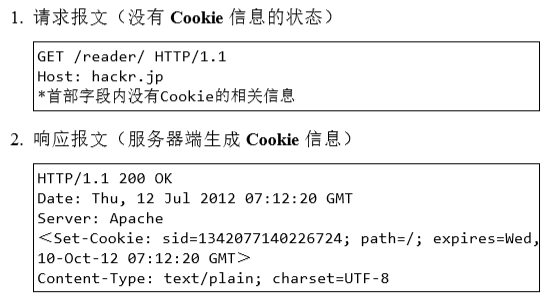 1. 请求报文（没有 Cookie 信息的状态）
GET /reader/ HTTP/1.1
Host: hackr.jp
*首部字段内没有Cookie的相关信息
2. 响应报文（服务器端生成 Cookie 信息）
HTTP/1.1 200 OK
Date: Thu, 12 Jul 2012 07:12:20 GMT
Server: Apache
＜Set-Cookie: sid=1342077140226724; path=/; expires=Wed,
10-Oct-12 07:12:20 GMT＞
Content-Type: text/plain; charset=UTF-8